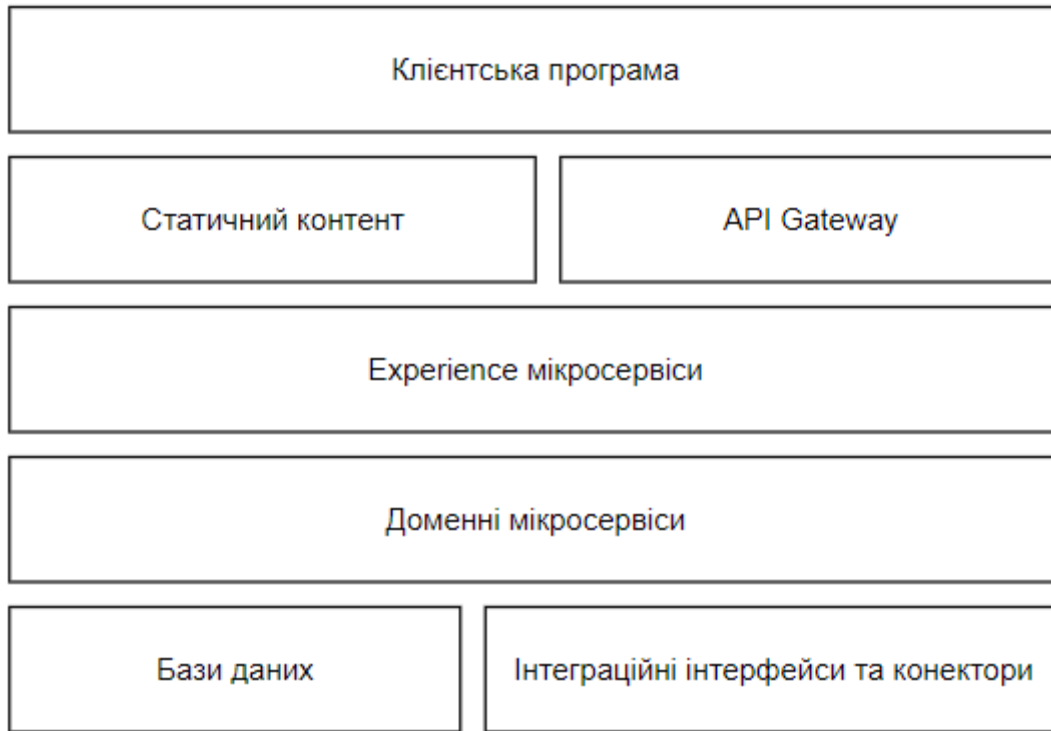 Клієнтська програма
Статичний контент
API Gateway
Experience мікросервіси
Доменні мікросервіси
Бази даних
Інтеграційні інтерфейси та конектори